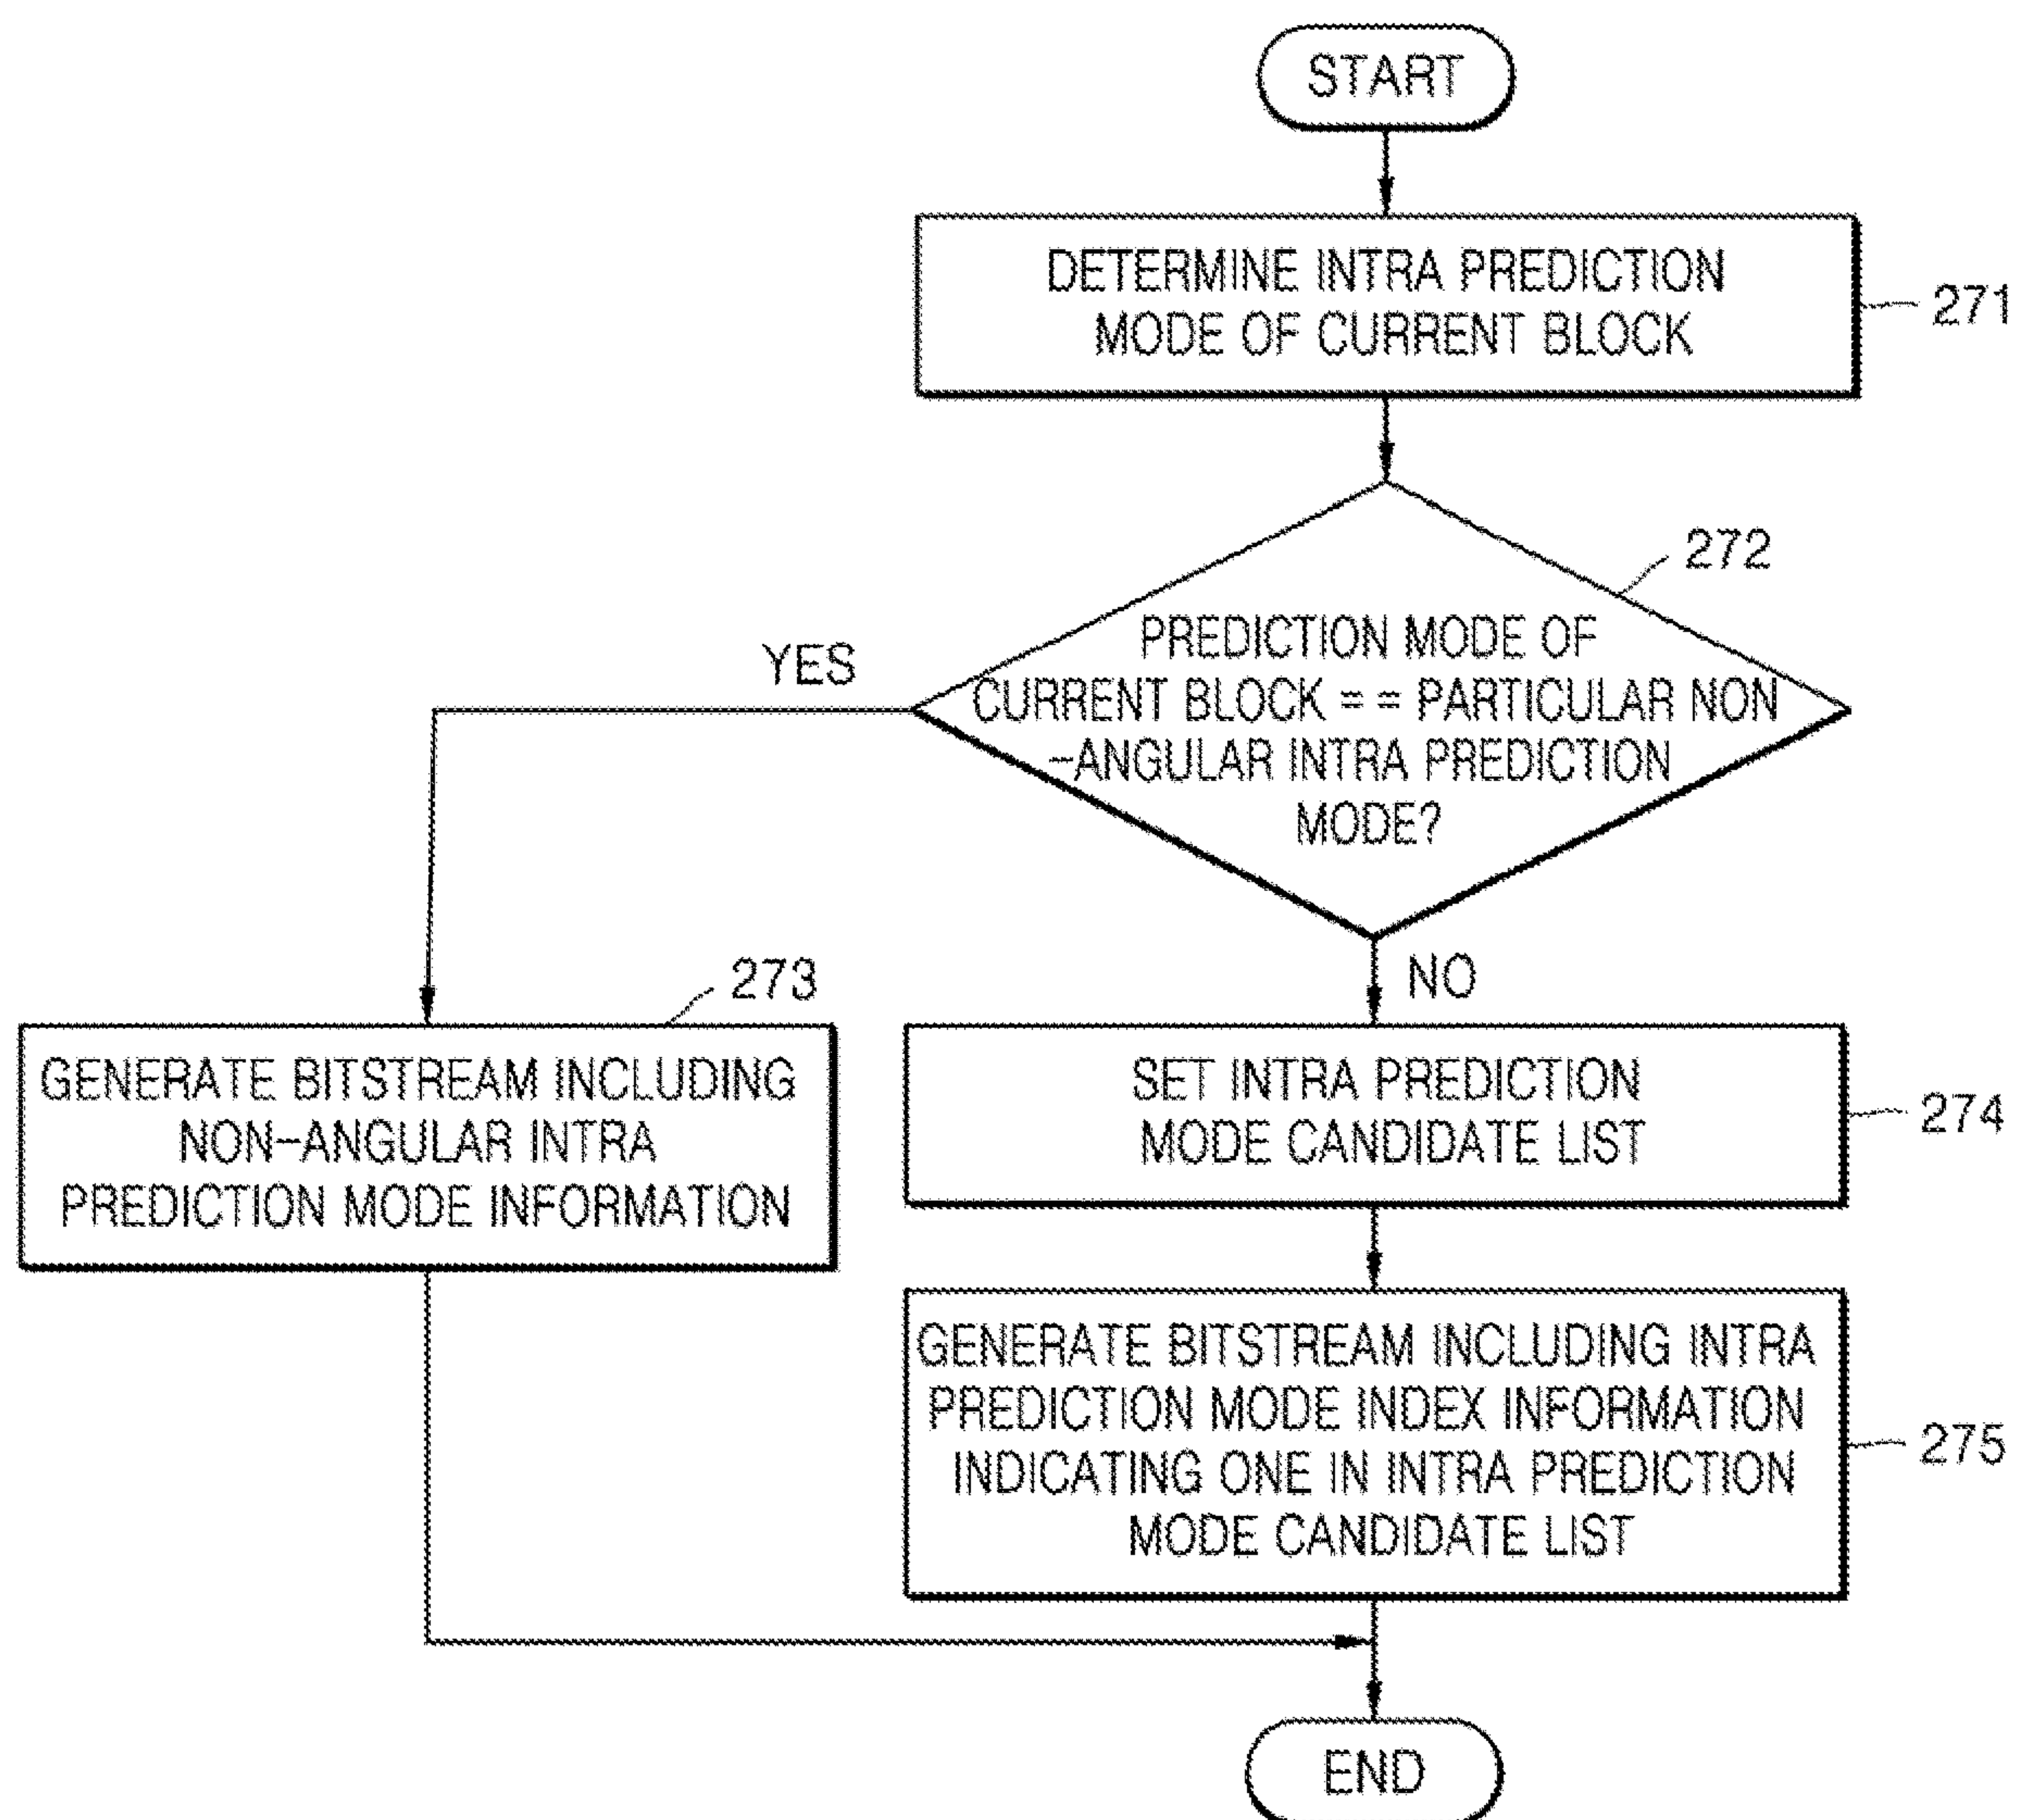 START
DETERMINE INTRA PREDICTION
MODE OF CURRENT BLOCK
271
272
PREDICTION MODE OF
CURRENT BLOCK = = PARTICULAR NON
-ANGULAR INTRA PREDICTION
MODE?
YES
NO
273
GENERATE BITSTREAM INCLUDING
NON-ANGULAR INTRA
PREDICTION MODE INFORMATION
SET INTRA PREDICTION
MODE CANDIDATE LIST
274
GENERATE BITSTREAM INCLUDING INTRA
PREDICTION MODE INDEX INFORMATION
INDICATING ONE IN INTRA PREDICTION
MODE CANDIDATE LIST
275
END